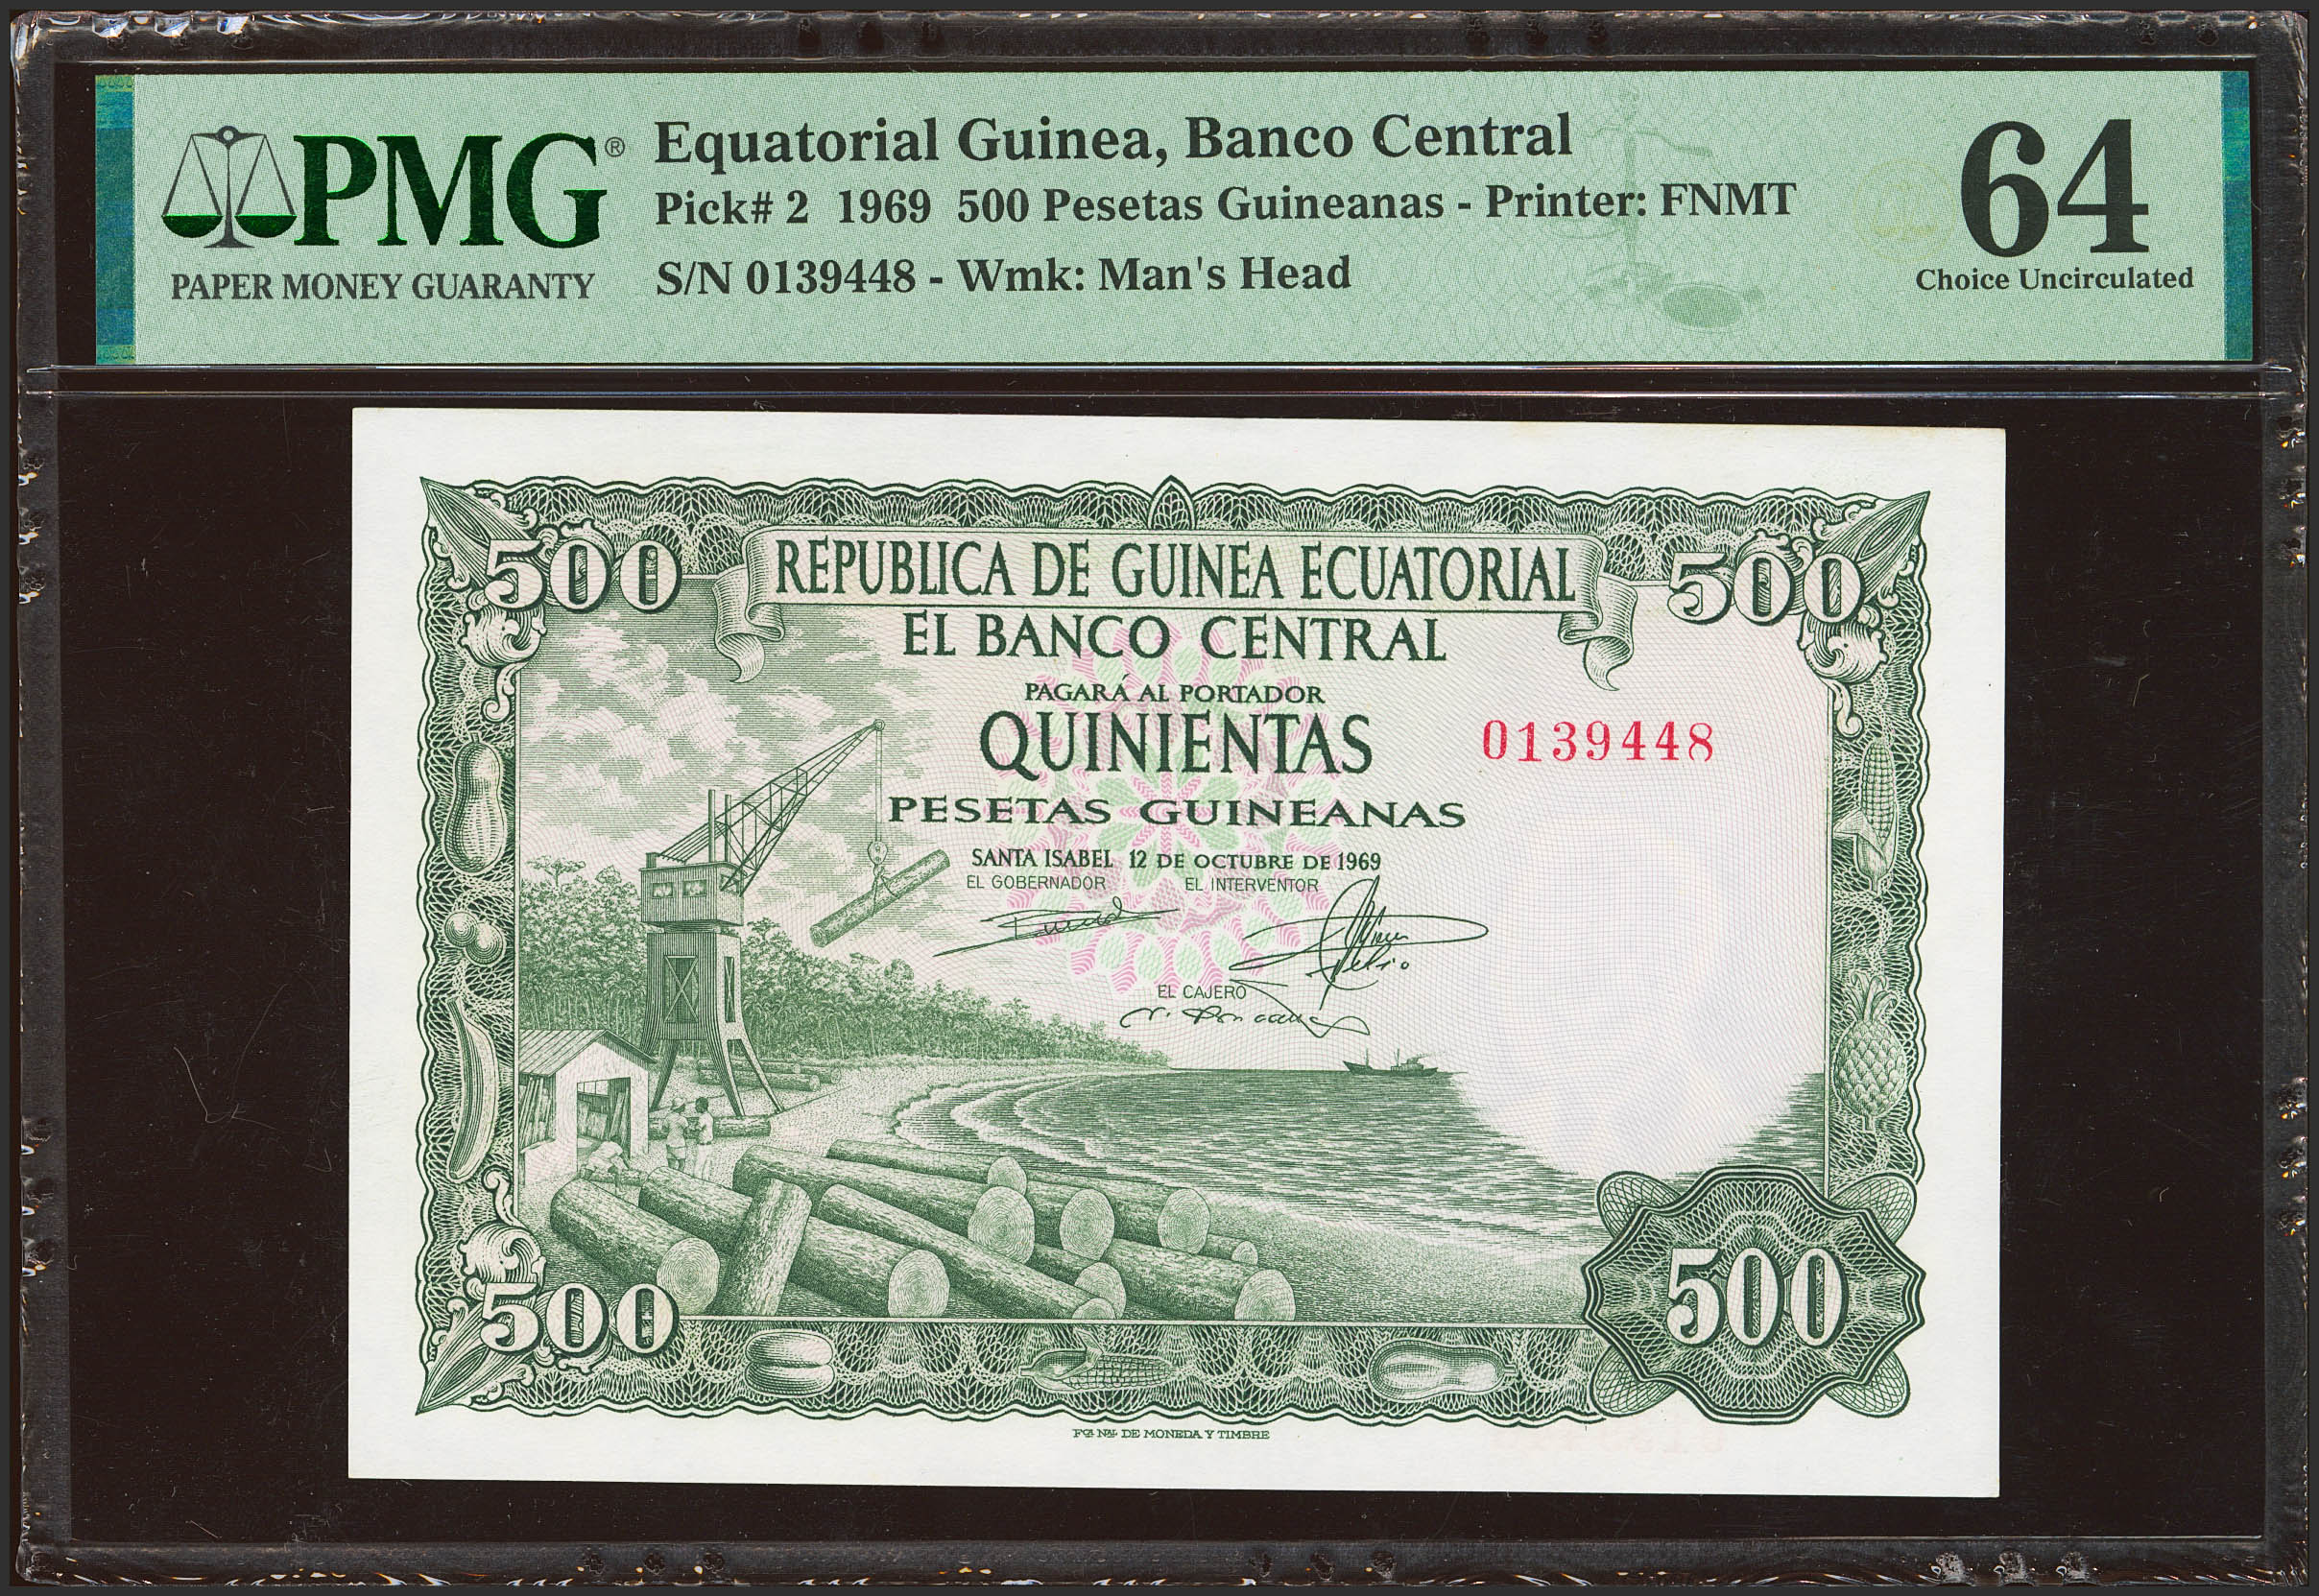 PMG®
PAPER MONEY GUARANTY
Equatorial Guinea, Banco Central
Pick# 2 1969 500 Pesetas Guineanas - Printer: FNMT
S/N 0139448 - Wmk: Man's Head
64
Choice Uncirculated
500
REPUBLICA DE GUINEA ECUATORIAL
500
EL BANCO CENTRAL
PAGARÁ AL PORTADOR
QUINIENTAS
0139448
PESETAS GUINEANAS
SANTA ISABEL 12 DE OCTUBRE DE 1969
EL GOBERNADOR EL INTERVENTOR
EL CAJERO
500
500
FCA NAL DE MONEDA Y TIMBRE